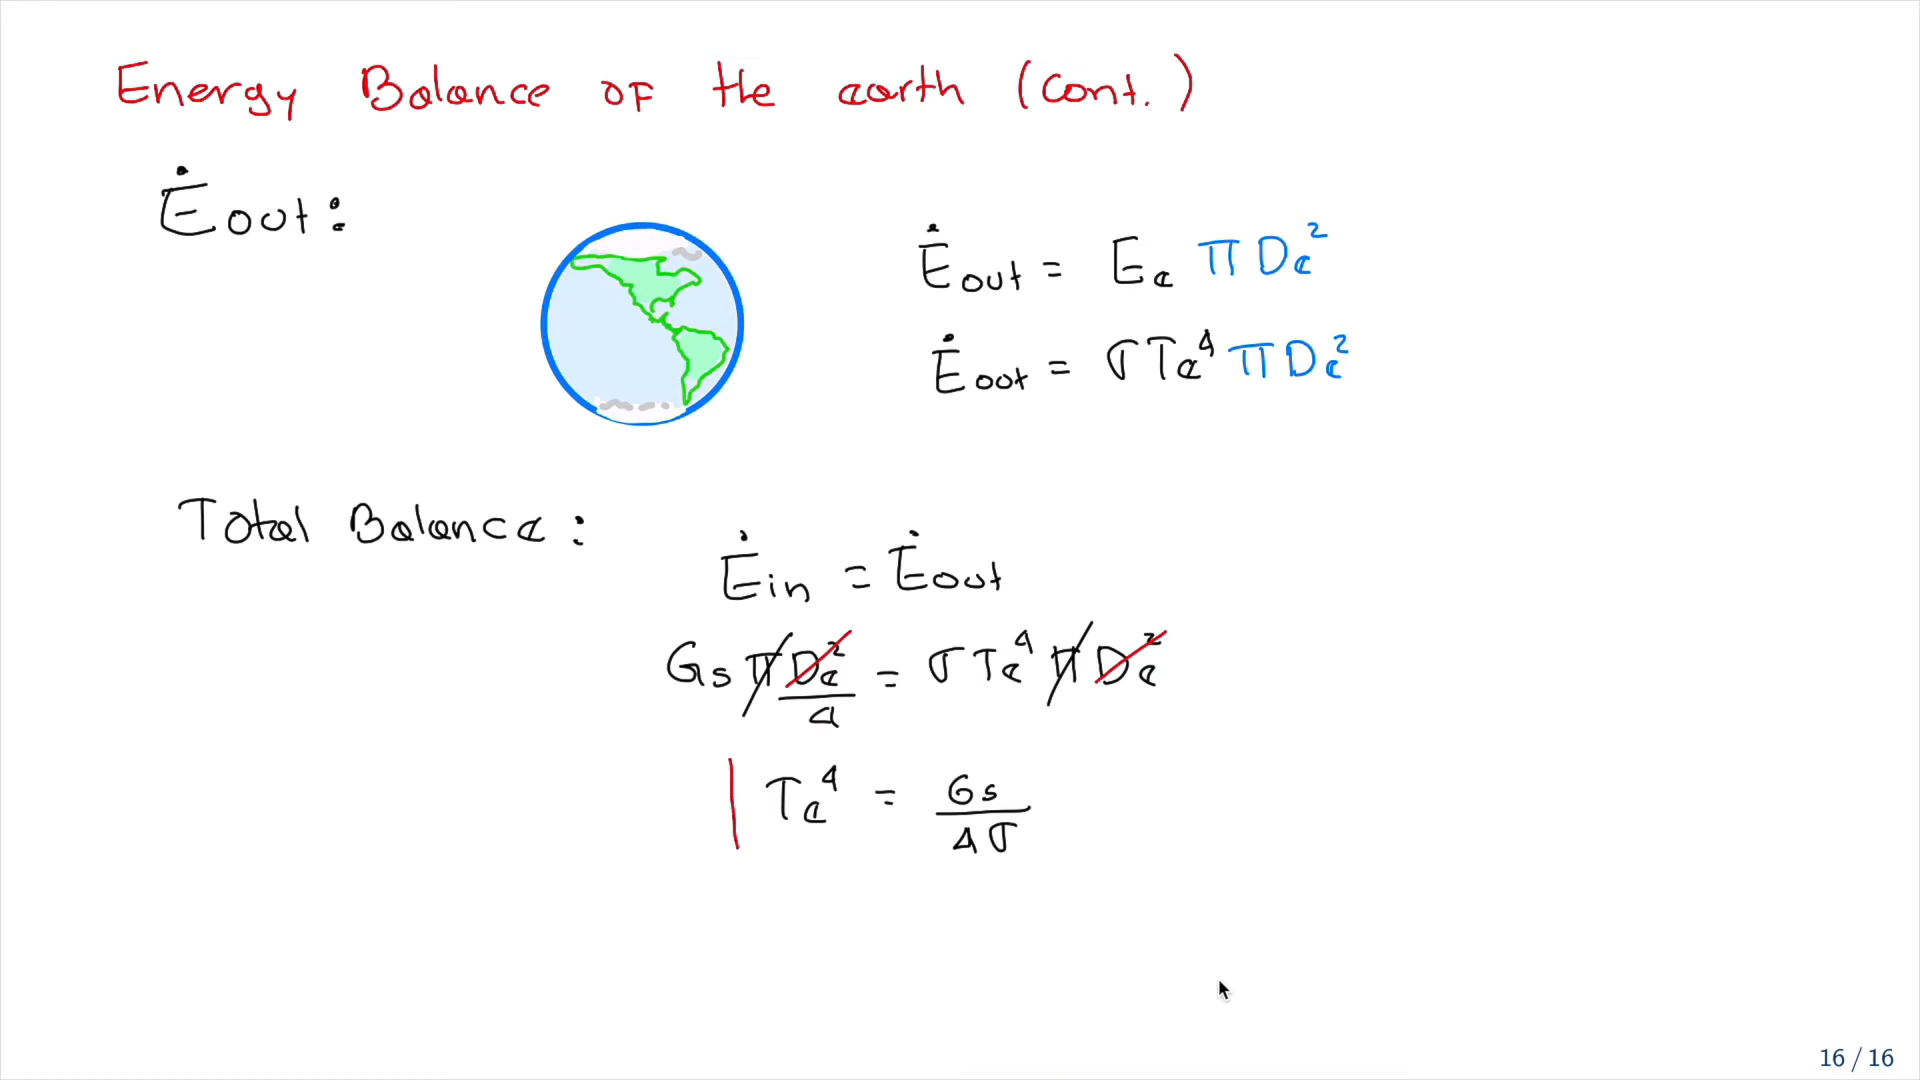 Energy Balance of the earth (cont.)
Ėout:
Ėout = Ee π De²
Ėout = σ Te⁴ π De²
Total Balance:
Ėin = Ėout
Gs π De²/4 = σ Te⁴ π De²
Te⁴ = Gs/4σ
16 / 16